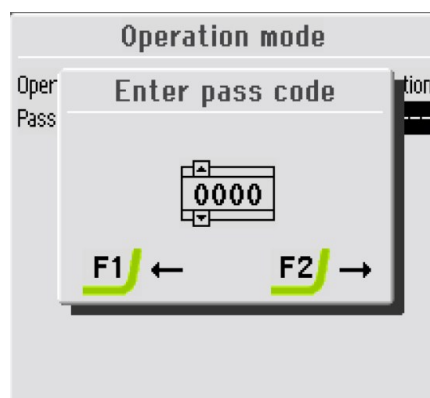 Operation mode
Oper
tion
Enter pass code
Pass
---
0000
F1 ←
F2 →